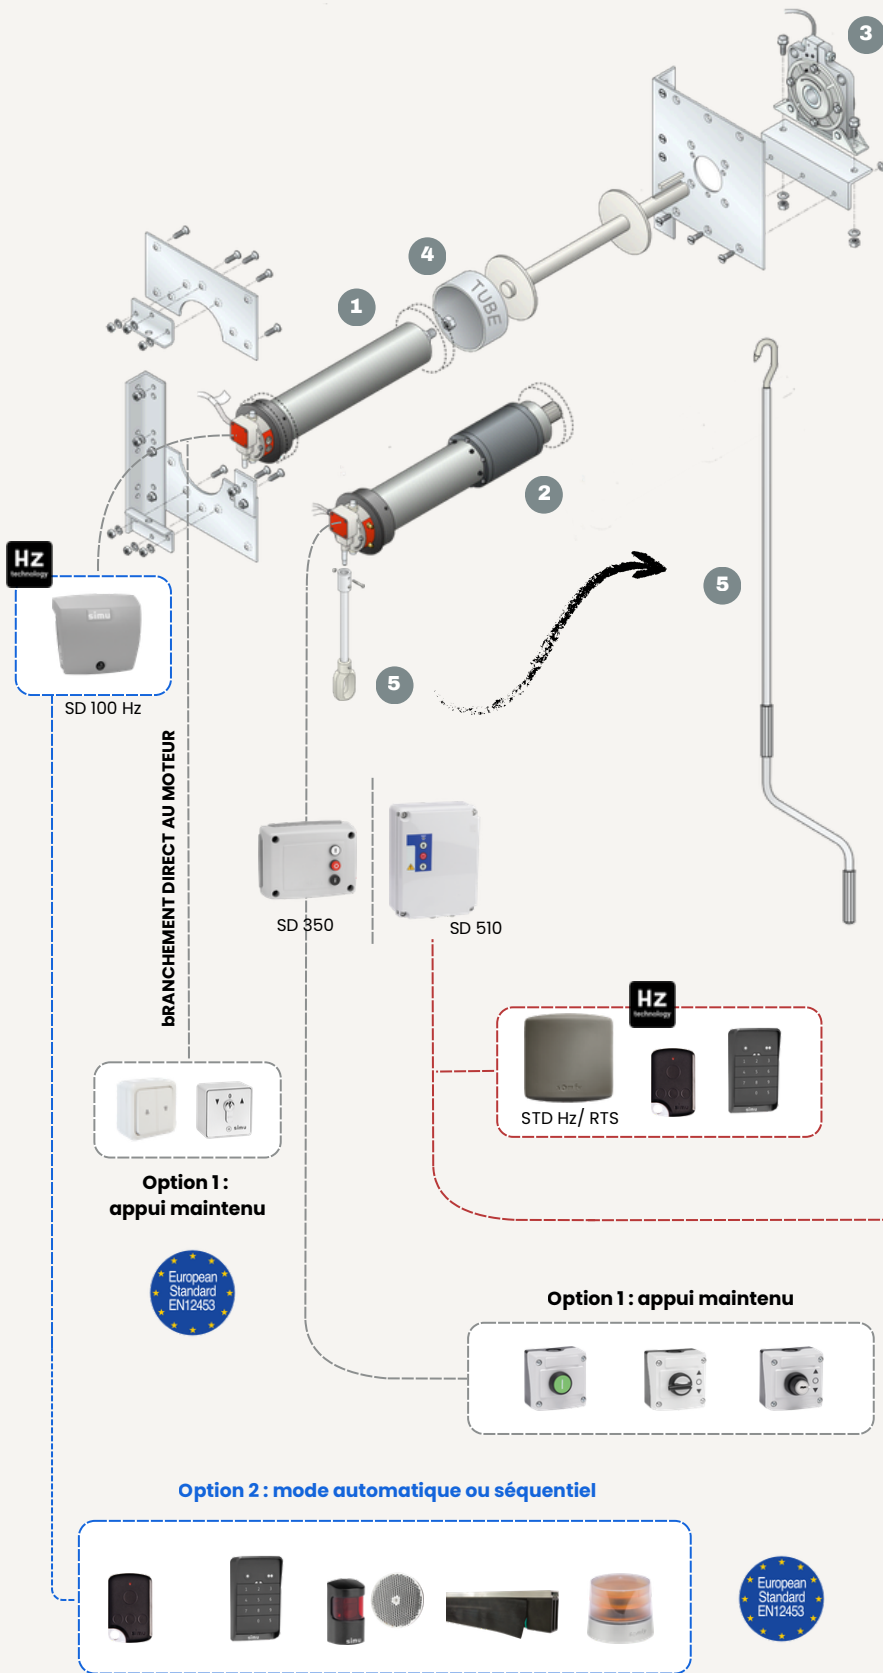 3
4
TUBE
1
2
Hz
technology
simu
SD 100 Hz
5
5
bRANCHEMENT DIRECT AU MOTEUR
SD 350
SD 510
Hz
technology
STD Hz/ RTS
simu
Option 1 :
appui maintenu
European
Standard
EN12453
Option 1 : appui maintenu
Option 2 : mode automatique ou séquentiel
simu
European
Standard
EN12453